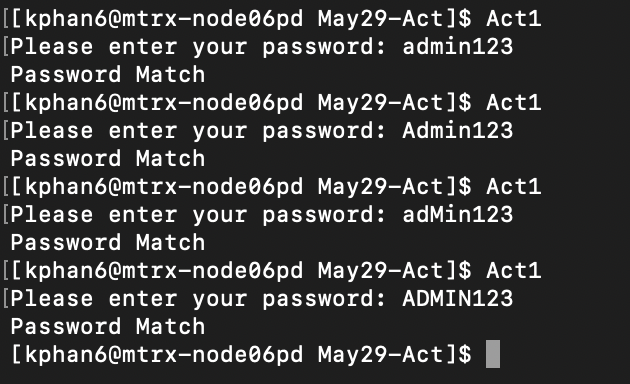 [[kphan6@mtrx-node06pd May29-Act]$ Act1
[Please enter your password: admin123
Password Match
[[kphan6@mtrx-node06pd May29-Act]$ Act1
[Please enter your password: Admin123
Password Match
[[kphan6@mtrx-node06pd May29-Act]$ Act1
[Please enter your password: adMin123
Password Match
[[kphan6@mtrx-node06pd May29-Act]$ Act1
[Please enter your password: ADMIN123
Password Match
[kphan6@mtrx-node06pd May29-Act]$